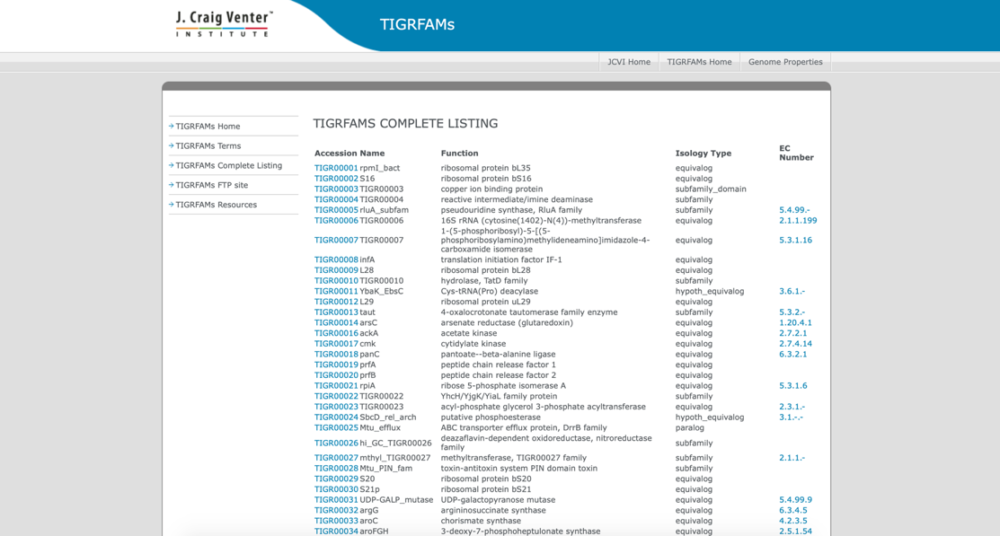 J. Craig Venter™
INSTITUTE
TIGRFAMs
JCVI Home TIGRFAMs Home Genome Properties
TIGRFAMs Home
TIGRFAMs Terms
TIGRFAMs Complete Listing
TIGRFAMs FTP site
TIGRFAMs Resources
TIGRFAMS COMPLETE LISTING
Accession Name Function Isology Type EC Number
TIGR00001 rpmI_bact ribosomal protein bL35 equivalog
TIGR00002 S16 ribosomal protein bS16 equivalog
TIGR00003 TIGR00003 copper ion binding protein subfamily_domain
TIGR00004 TIGR00004 reactive intermediate/imine deaminase subfamily
TIGR00005 rluA_subfam pseudouridine synthase, RluA family subfamily 5.4.99.-
TIGR00006 TIGR00006 16S rRNA (cytosine(1402)-N(4))-methyltransferase equivalog 2.1.1.199
1-(5-phosphoribosyl)-5-[(5-
TIGR00007 TIGR00007 phosphoribosylamino)methylideneamino]imidazole-4- equivalog 5.3.1.16
carboxamide isomerase
TIGR00008 infA translation initiation factor IF-1 equivalog
TIGR00009 L28 ribosomal protein bL28 equivalog
TIGR00010 TIGR00010 hydrolase, TatD family subfamily
TIGR00011 YbaK_EbsC Cys-tRNA(Pro) deacylase hypoth_equivalog 3.6.1.-
TIGR00012 L29 ribosomal protein uL29 equivalog
TIGR00013 taut 4-oxalocrotonate tautomerase family enzyme subfamily 5.3.2.-
TIGR00014 arsC arsenate reductase (glutaredoxin) equivalog 1.20.4.1
TIGR00016 ackA acetate kinase equivalog 2.7.2.1
TIGR00017 cmk cytidylate kinase equivalog 2.7.4.14
TIGR00018 panC pantoate--beta-alanine ligase equivalog 6.3.2.1
TIGR00019 prfA peptide chain release factor 1 equivalog
TIGR00020 prfB peptide chain release factor 2 equivalog
TIGR00021 rpiA ribose 5-phosphate isomerase A equivalog 5.3.1.6
TIGR00022 TIGR00022 YhcH/YjgK/YiaL family protein subfamily
TIGR00023 TIGR00023 acyl-phosphate glycerol 3-phosphate acyltransferase equivalog 2.3.1.-
TIGR00024 SbcD_rel_arch putative phosphoesterase hypoth_equivalog 3.1.-.-
TIGR00025 Mtu_efflux ABC transporter efflux protein, DrrB family paralog
TIGR00026 hi_GC_TIGR00026 deazaflavin-dependent oxidoreductase, nitroreductase subfamily
family
TIGR00027 mthyl_TIGR00027 methyltransferase, TIGR00027 family subfamily 2.1.1.-
TIGR00028 Mtu_PIN_fam toxin-antitoxin system PIN domain toxin subfamily
TIGR00029 S20 ribosomal protein bS20 equivalog
TIGR00030 S21p ribosomal protein bS21 equivalog
TIGR00031 UDP-GALP_mutase UDP-galactopyranose mutase equivalog 5.4.99.9
TIGR00032 argG argininosuccinate synthase equivalog 6.3.4.5
TIGR00033 aroC chorismate synthase equivalog 4.2.3.5
TIGR00034 aroFGH 3-deoxy-7-phosphoheptulonate synthase equivalog 2.5.1.54